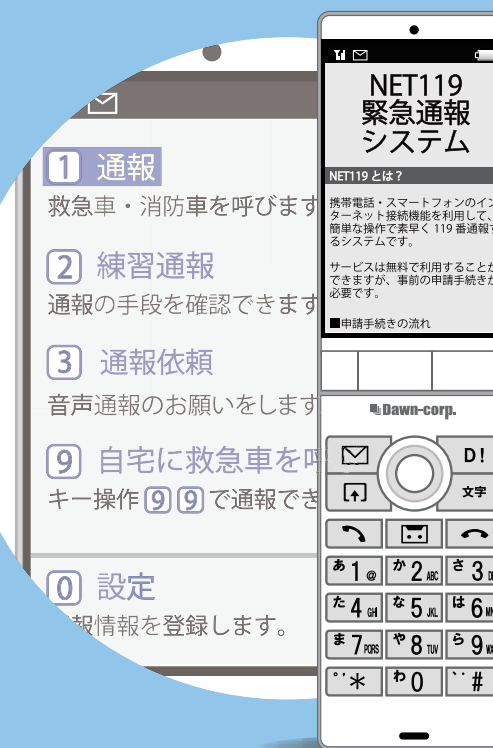 1 通報
救急車・消防車を呼びます
2 練習通報
通報の手段を確認できます
3 通報依頼
音声通報のお願いをします
9 自宅に救急車を呼
キー操作99で通報でき
0 設定
報情報を登録します。
NET119
緊急通報
システム
NET119 とは?
携帯電話・スマートフォンのイン
ターネット接続機能を利用して、
簡単な操作で素早く 119 番通報す
るシステムです。
サービスは無料で利用することが
できますが、事前の申請手続きが
必要です。
■申請手続きの流れ
Dawn-corp.
D!
文字
あ 1 @
か 2 ABC
さ 3
た 4 GHI
な 5 JKL
は 6
ま 7 PQRS
や 8 TUV
ら 9
゛゜*
わ 0
#